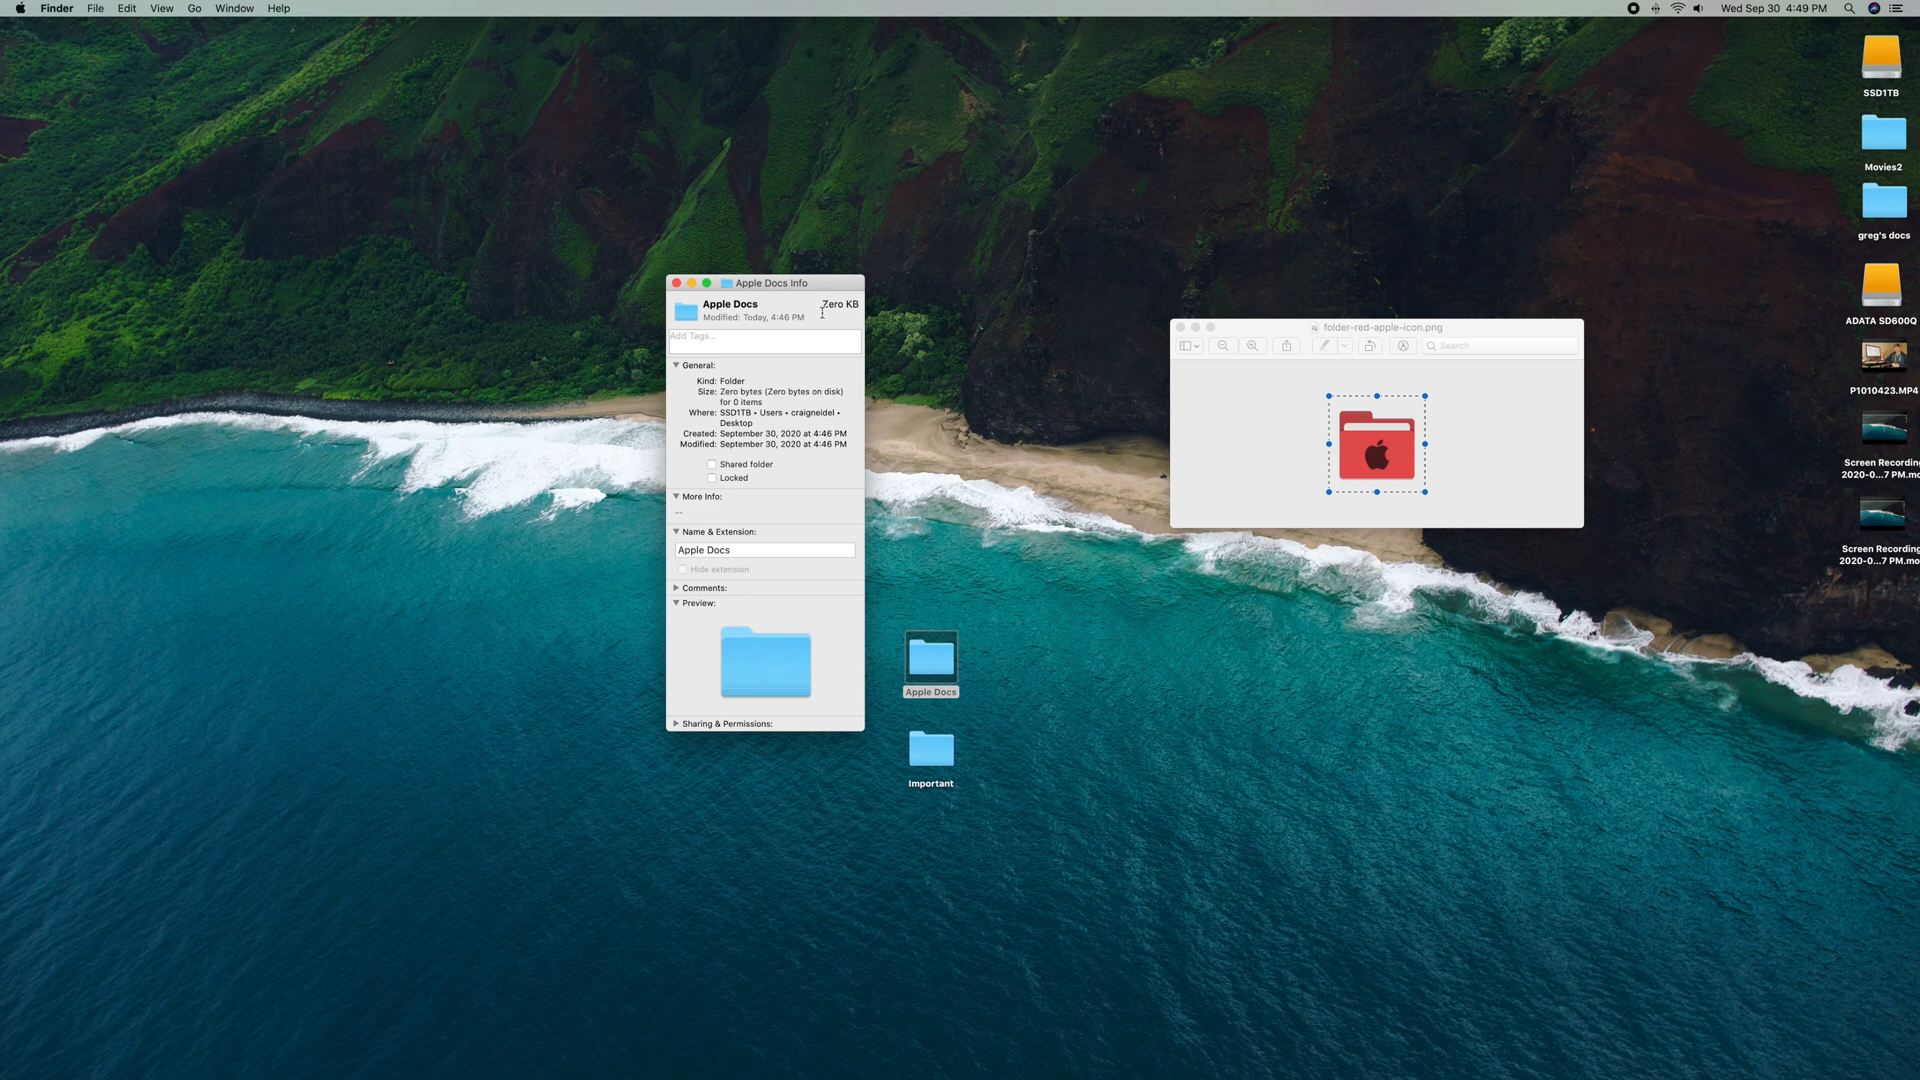 Finder File Edit View Go Window Help
Wed Sep 30 4:49 PM
SSD1TB
Movies2
greg's docs
ADATA SD600Q
P1010423.MP4
Screen Recording
2020-0...7 PM.mo
Screen Recording
2020-0...7 PM.mo
Apple Docs Info
Apple Docs Zero KB
Modified: Today, 4:46 PM
Add Tags...
General:
Kind: Folder
Size: Zero bytes (Zero bytes on disk)
for 0 items
Where: SSD1TB • Users • craigneidel •
Desktop
Created: September 30, 2020 at 4:46 PM
Modified: September 30, 2020 at 4:46 PM
Shared folder
Locked
More Info:
--
Name & Extension:
Apple Docs
Hide extension
Comments:
Preview:
Sharing & Permissions:
folder-red-apple-icon.png
Search
Apple Docs
Important